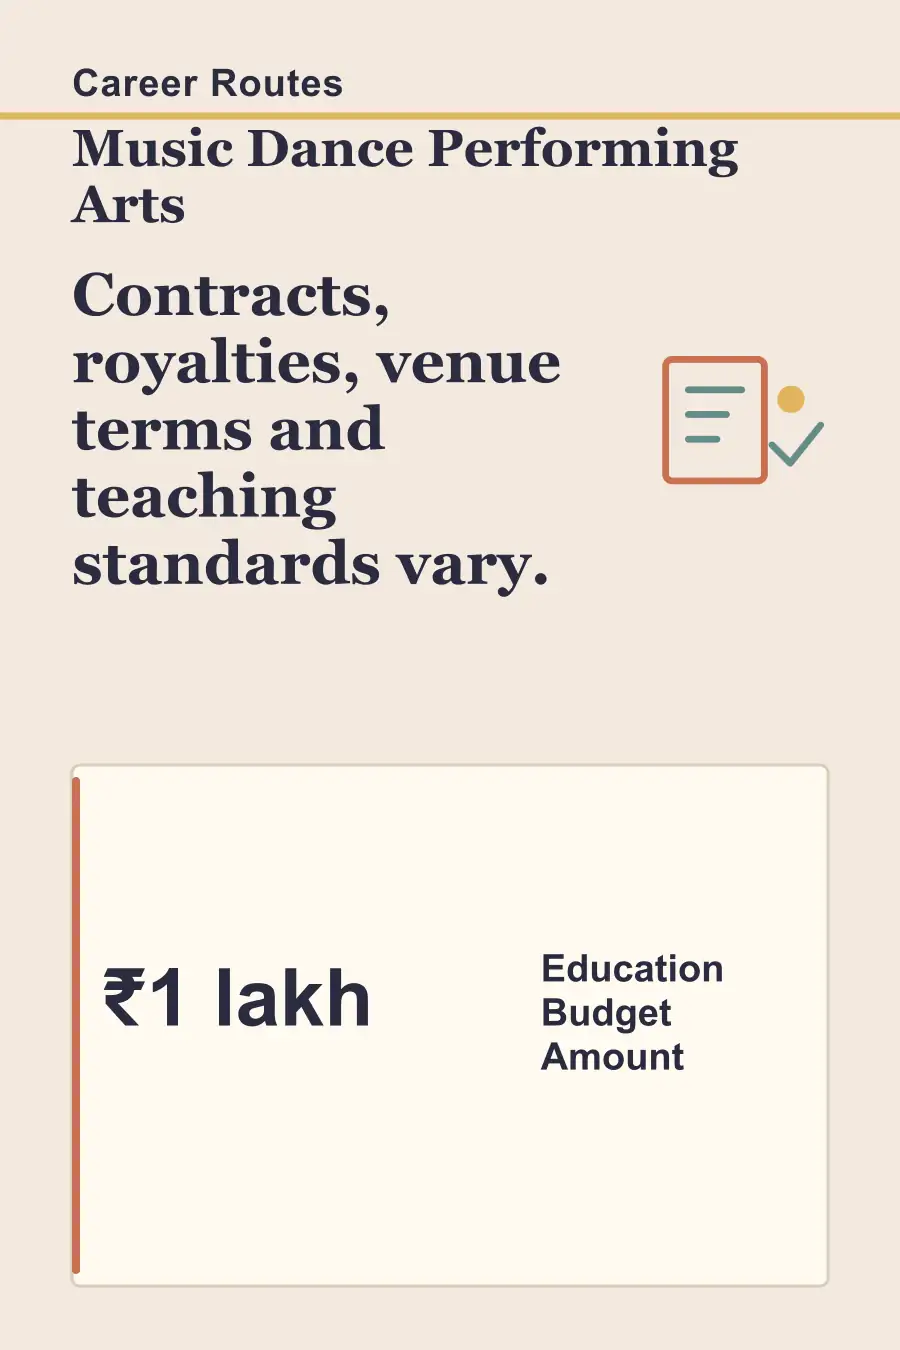 Career Routes
Music Dance Performing
Arts
Contracts,
royalties, venue
terms and
teaching
standards vary.
₹1 lakh
Education
Budget
Amount